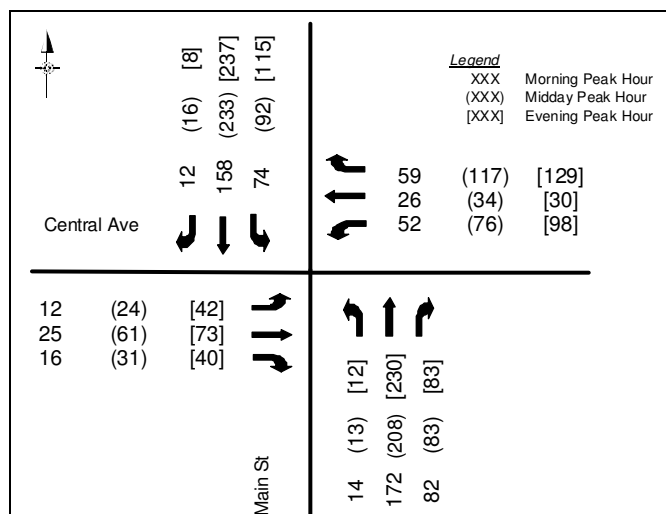 Legend
XXX Morning Peak Hour
(XXX) Midday Peak Hour
[XXX] Evening Peak Hour
12 (16) [8]
158 (233) [237]
74 (92) [115]
59 (117) [129]
26 (34) [30]
52 (76) [98]
Central Ave
12 (24) [42]
25 (61) [73]
16 (31) [40]
Main St
14 (13) [12]
172 (208) [230]
82 (83) [83]